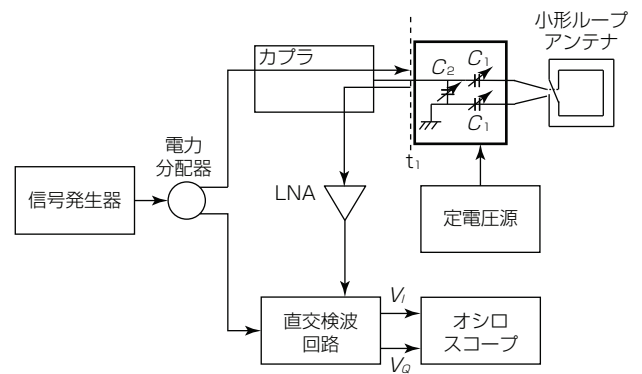 小形ループ
アンテナ
カプラ
C₂
C₁
C₁
t₁
電力
分配器
信号発生器
LNA
定電圧源
直交検波
回路
V_I
V_Q
オシロ
スコープ